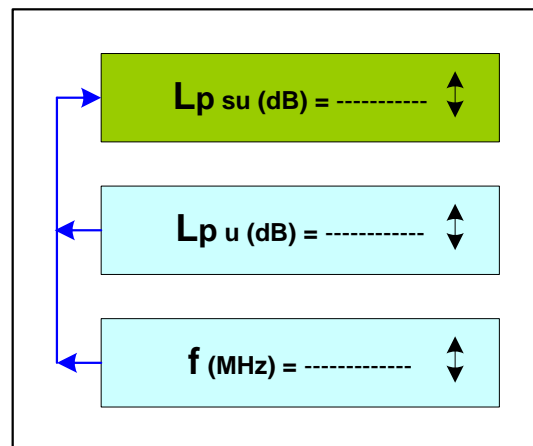 Lp su (dB) = -----------
Lp u (dB) = ------------
f (MHz) = -------------